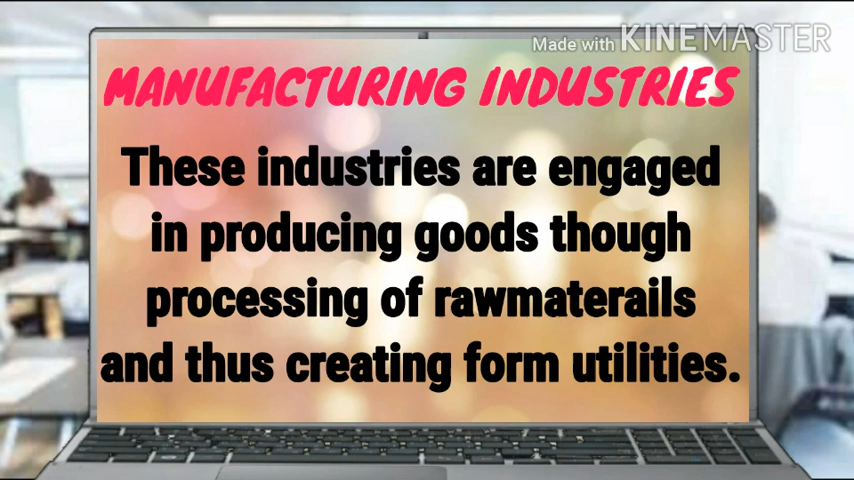 Made with KINEMASTER
MANUFACTURING INDUSTRIES
These industries are engaged
in producing goods though
processing of rawmaterails
and thus creating form utilities.